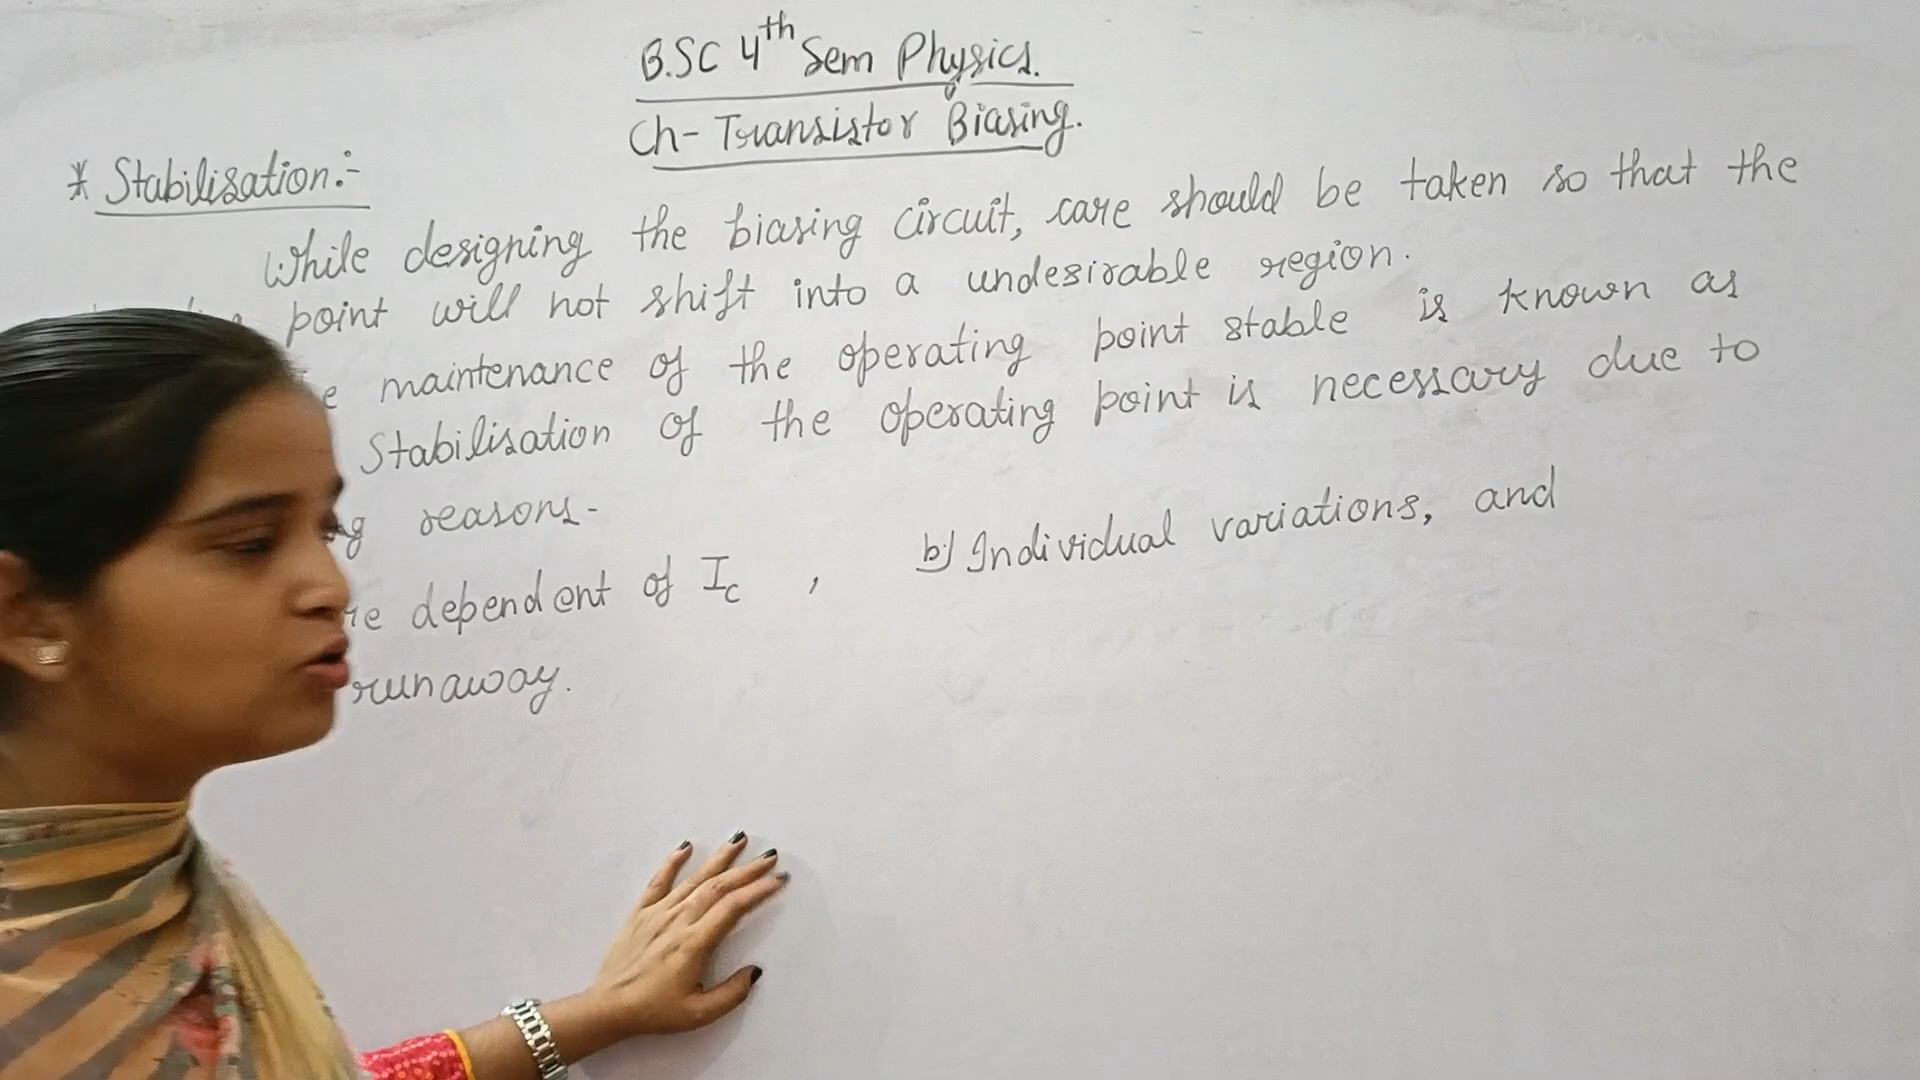 B.SC 4th Sem Physics.
Ch- Transistor Biasing.
* Stabilisation:-
While designing the biasing circuit, care should be taken so that the
point will not shift into a undesirable region.
maintenance of the operating point stable is known as
Stabilisation of the operating point is necessary due to
reasons-
dependent of Ic , b) Individual variations, and
runaway.